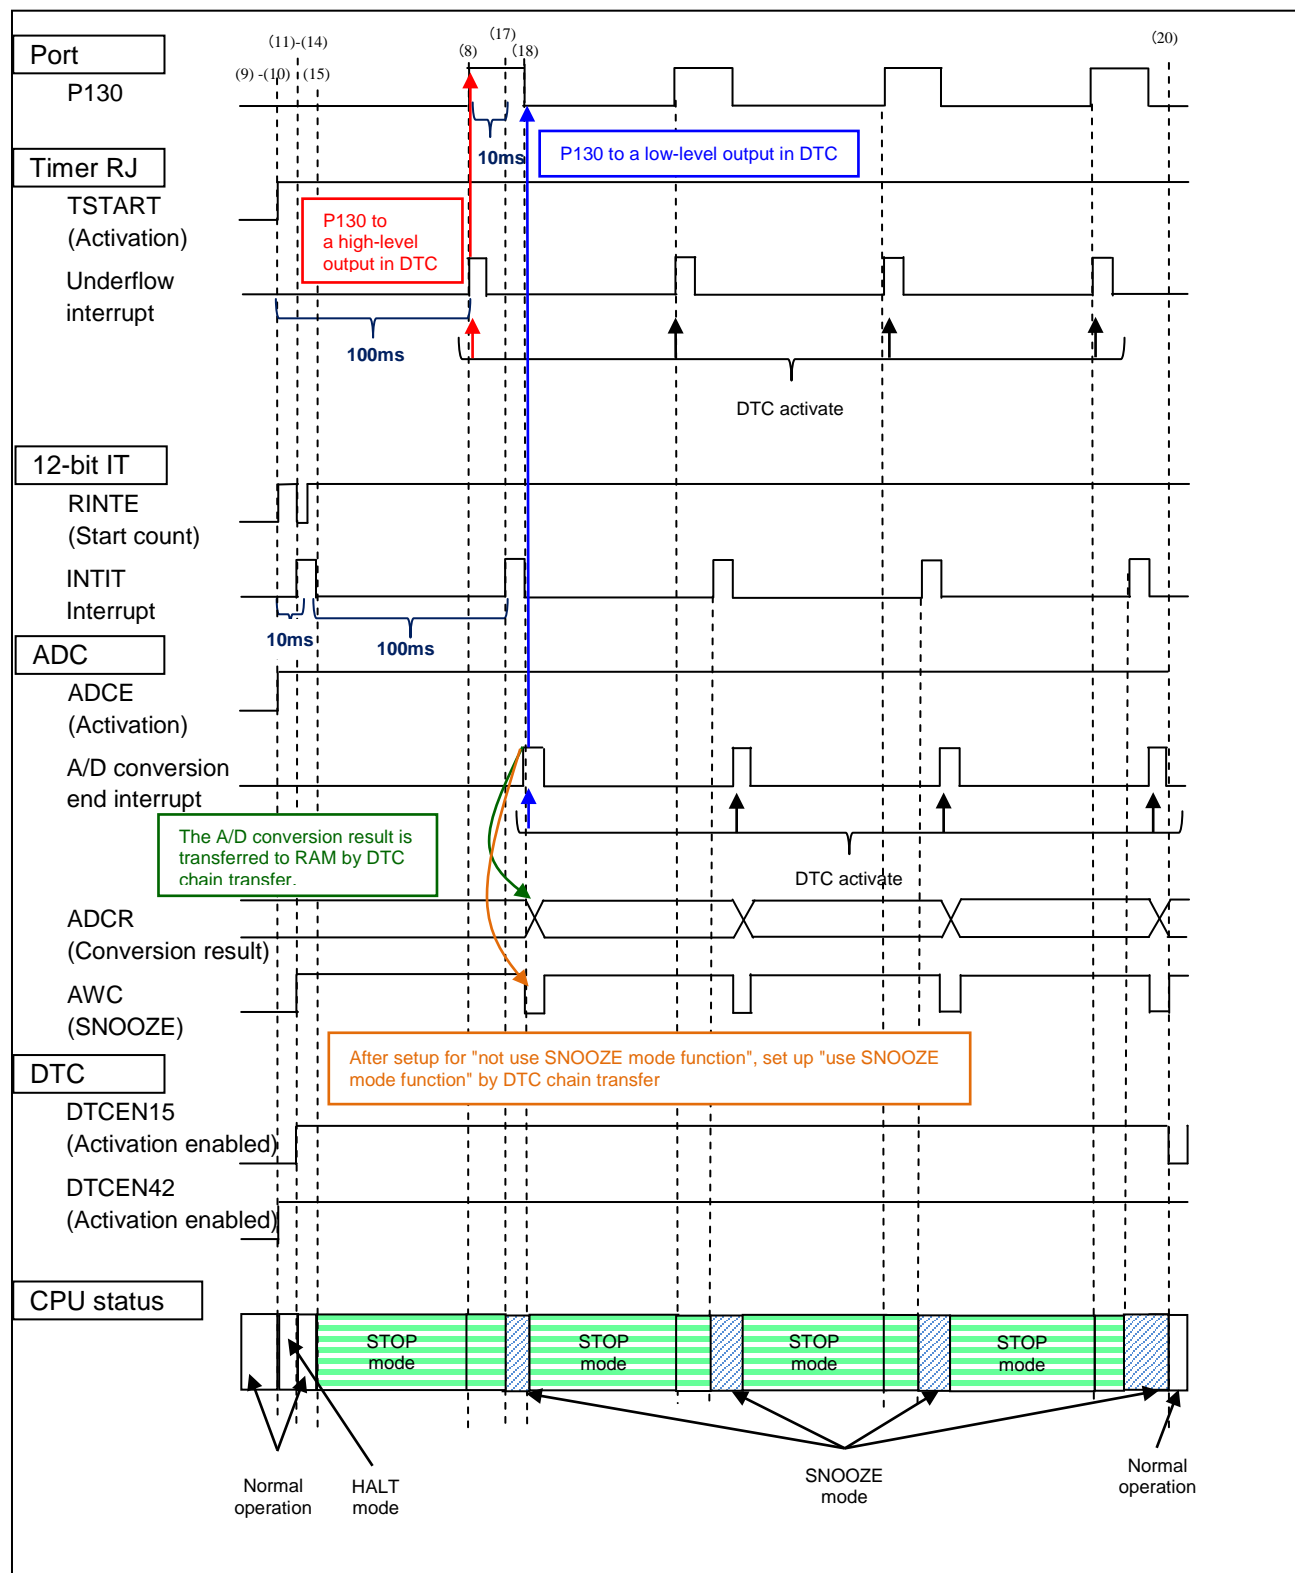 Port
(11)-(14)
(17)
(20)
(8)
(18)
(9) -(10)
(15)
P130
10ms
P130 to a low-level output in DTC
Timer RJ
TSTART
(Activation)
P130 to
a high-level
output in DTC
Underflow
interrupt
100ms
DTC activate
12-bit IT
RINTE
(Start count)
INTIT
Interrupt
10ms
100ms
ADC
ADCE
(Activation)
A/D conversion
end interrupt
The A/D conversion result is
transferred to RAM by DTC
chain transfer.
DTC activate
ADCR
(Conversion result)
AWC
(SNOOZE)
After setup for "not use SNOOZE mode function", set up "use SNOOZE
mode function" by DTC chain transfer
DTC
DTCEN15
(Activation enabled)
DTCEN42
(Activation enabled)
CPU status
STOP
mode
STOP
mode
STOP
mode
STOP
mode
Normal
operation
HALT
mode
SNOOZE
mode
Normal
operation